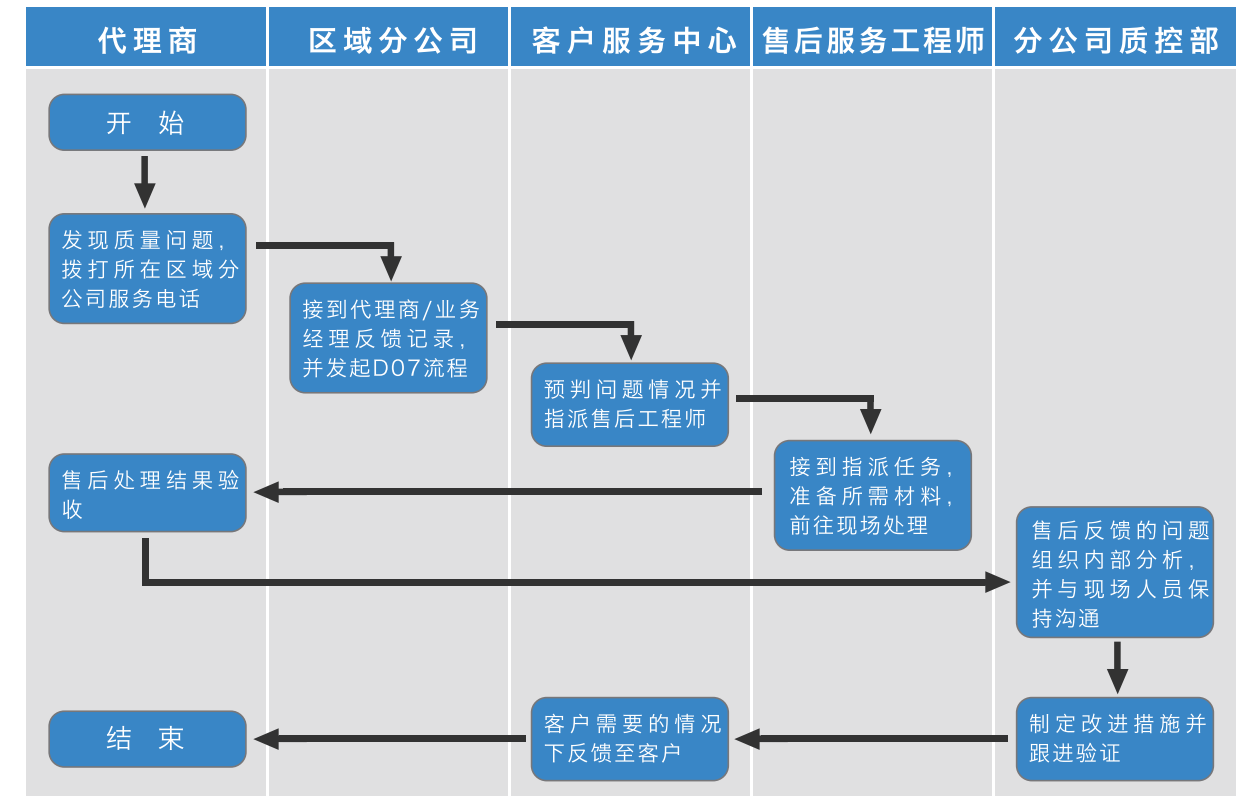 代理商
区域分公司
客户服务中心
售后服务工程师
分公司质控部
开 始
发现质量问题,
拨打所在区域分
公司服务电话
接到代理商/业务
经理反馈记录,
并发起D07流程
预判问题情况并
指派售后工程师
接到指派任务,
准备所需材料,
前往现场处理
售后处理结果验
收
售后反馈的问题
组织内部分析,
并与现场人员保
持沟通
制定改进措施并
跟进验证
客户需要的情况
下反馈至客户
结 束